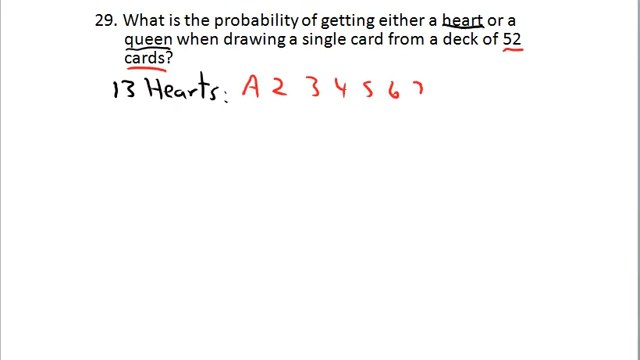 29. What is the probability of getting either a heart or a
queen when drawing a single card from a deck of 52
cards?
13 Hearts: A 2 3 4 5 6